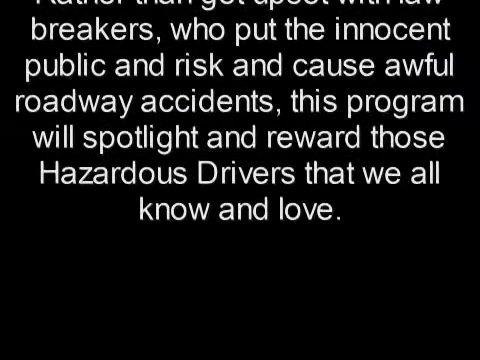 Rather than get upset with law
breakers, who put the innocent
public and risk and cause awful
roadway accidents, this program
will spotlight and reward those
Hazardous Drivers that we all
know and love.